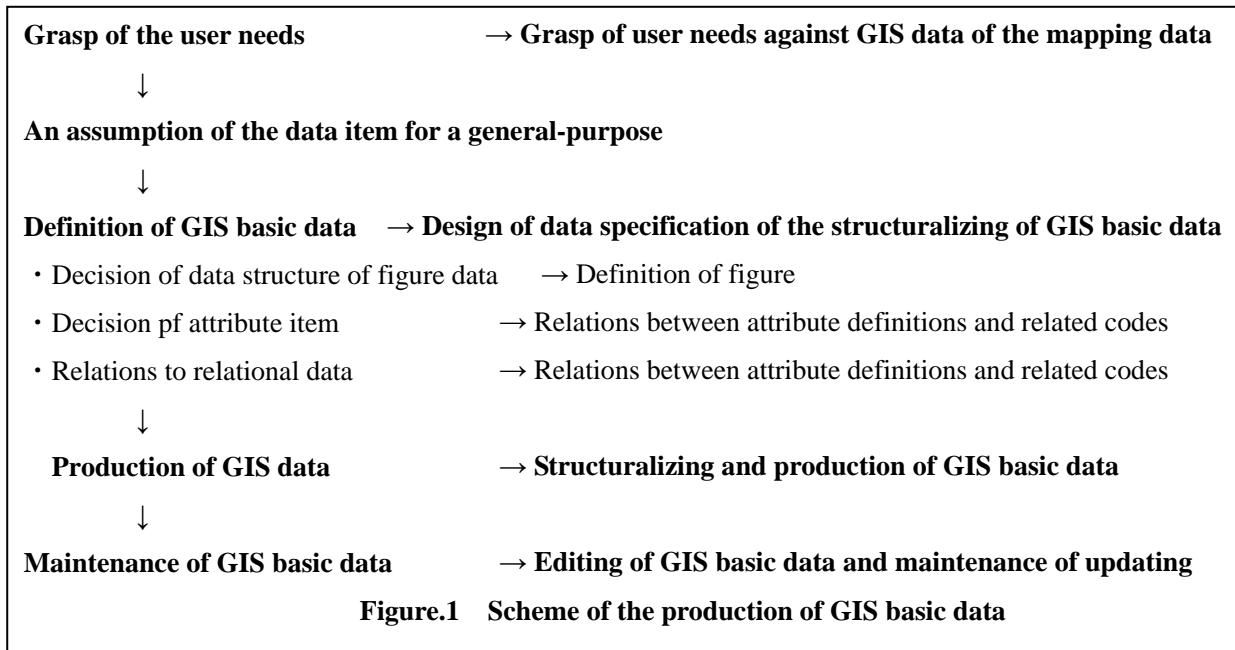 Grasp of the user needs → Grasp of user needs against GIS data of the mapping data
↓
An assumption of the data item for a general-purpose
↓
Definition of GIS basic data → Design of data specification of the structuralizing of GIS basic data
・Decision of data structure of figure data → Definition of figure
・Decision pf attribute item → Relations between attribute definitions and related codes
・Relations to relational data → Relations between attribute definitions and related codes
↓
Production of GIS data → Structuralizing and production of GIS basic data
↓
Maintenance of GIS basic data → Editing of GIS basic data and maintenance of updating
Figure.1 Scheme of the production of GIS basic data